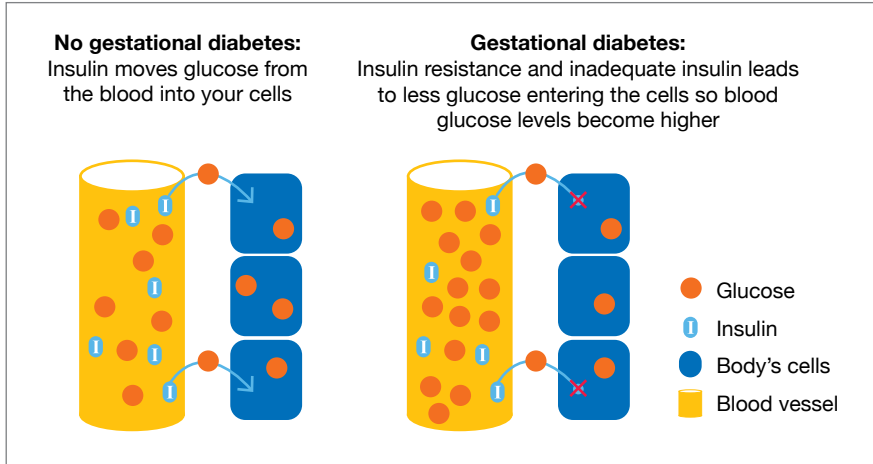 No gestational diabetes:
Insulin moves glucose from
the blood into your cells
Gestational diabetes:
Insulin resistance and inadequate insulin leads
to less glucose entering the cells so blood
glucose levels become higher
I
I
I
I
I
I
I
I
I
I
I
Glucose
I
Insulin
Body's cells
Blood vessel